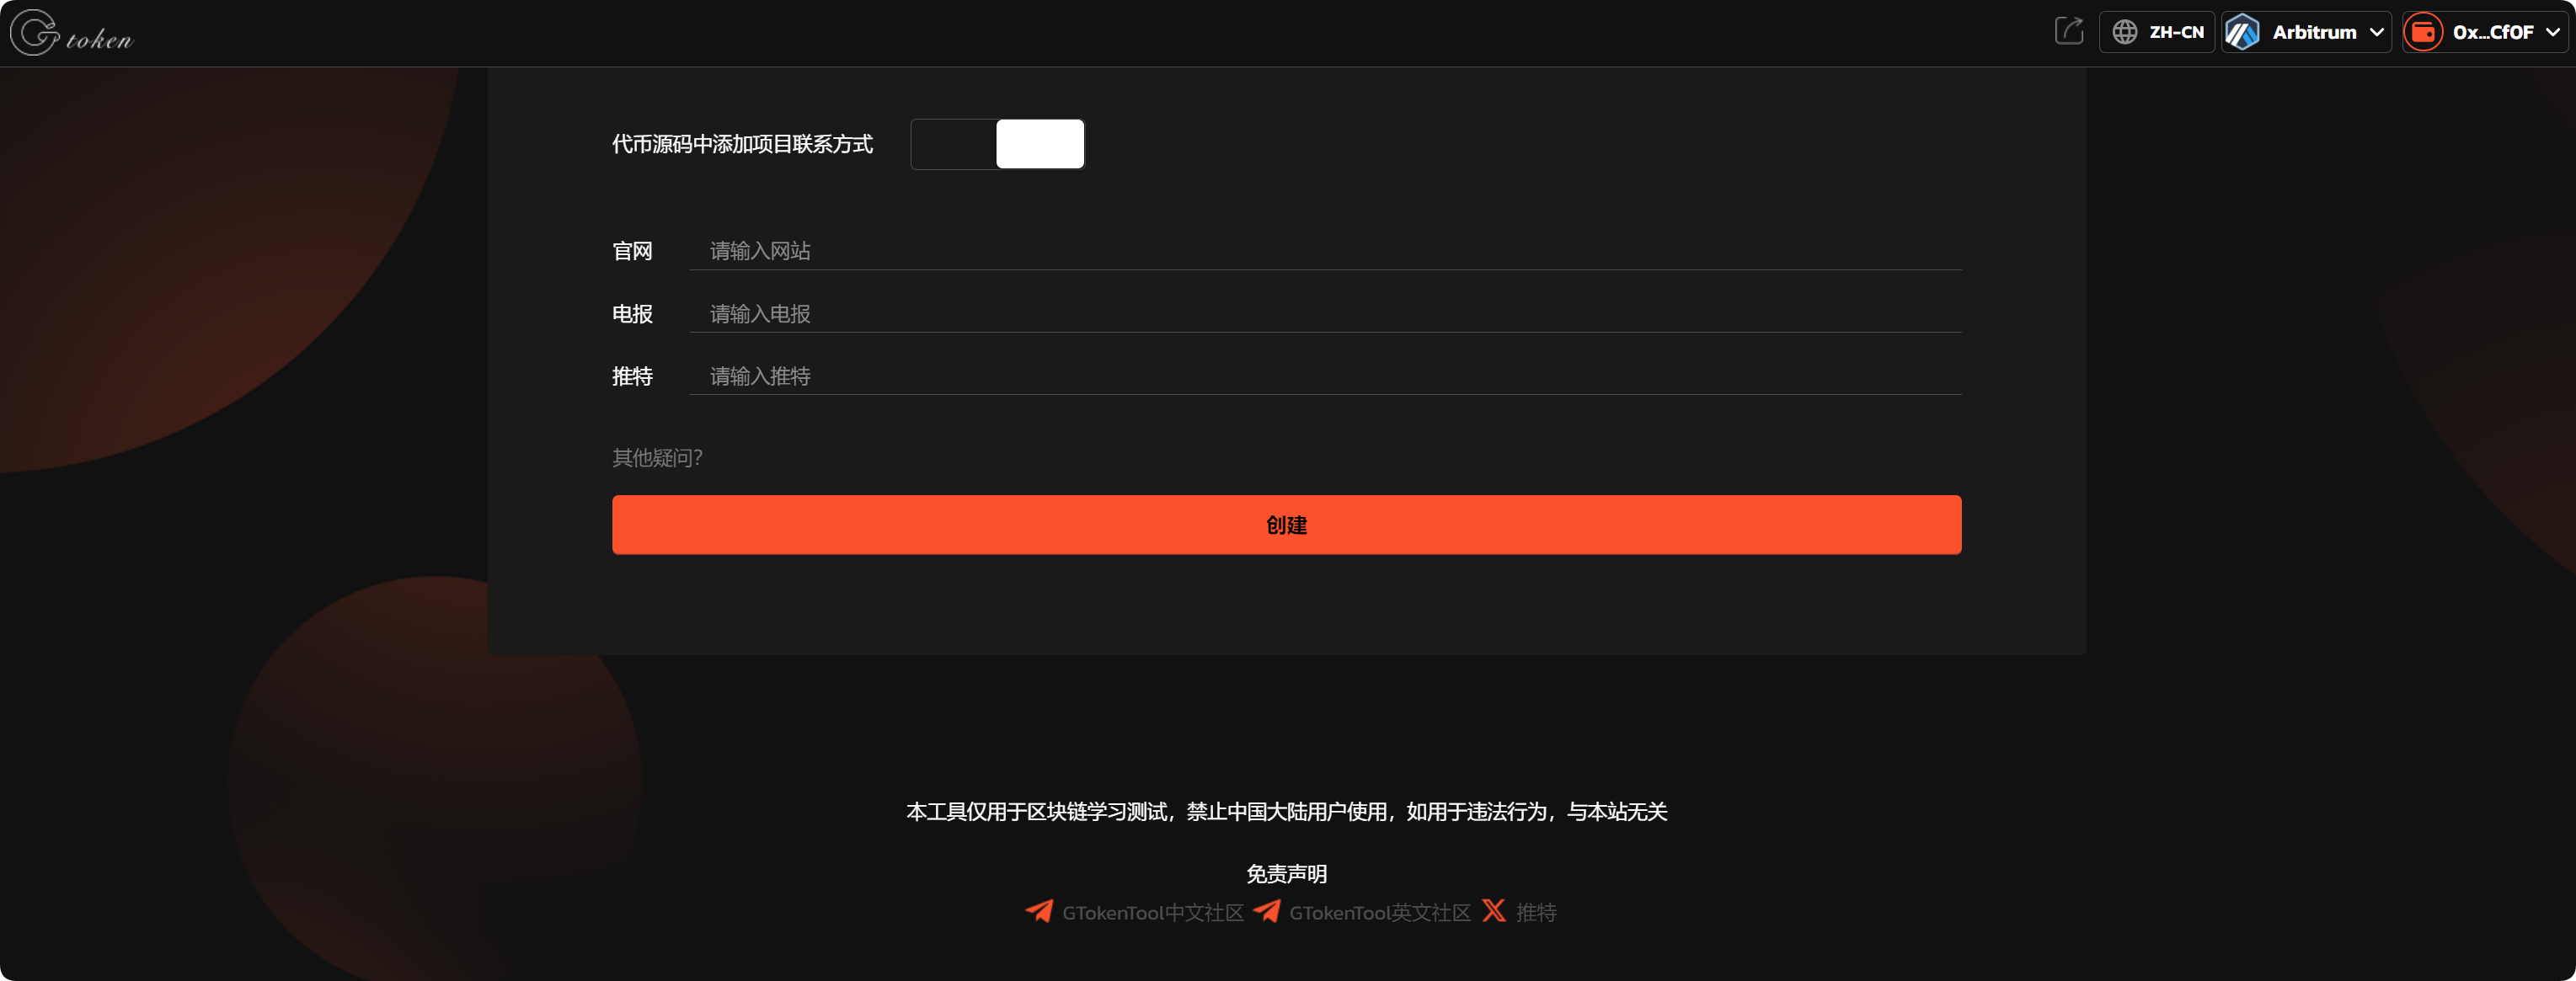 Gtoken
ZH-CN
Arbitrum
0x...Cf0F
代币源码中添加项目联系方式
官网 请输入网站
电报 请输入电报
推特 请输入推特
其他疑问?
创建
本工具仅用于区块链学习测试，禁止中国大陆用户使用，如用于违法行为，与本站无关
免责声明
GTokenTool中文社区 GTokenTool英文社区 推特